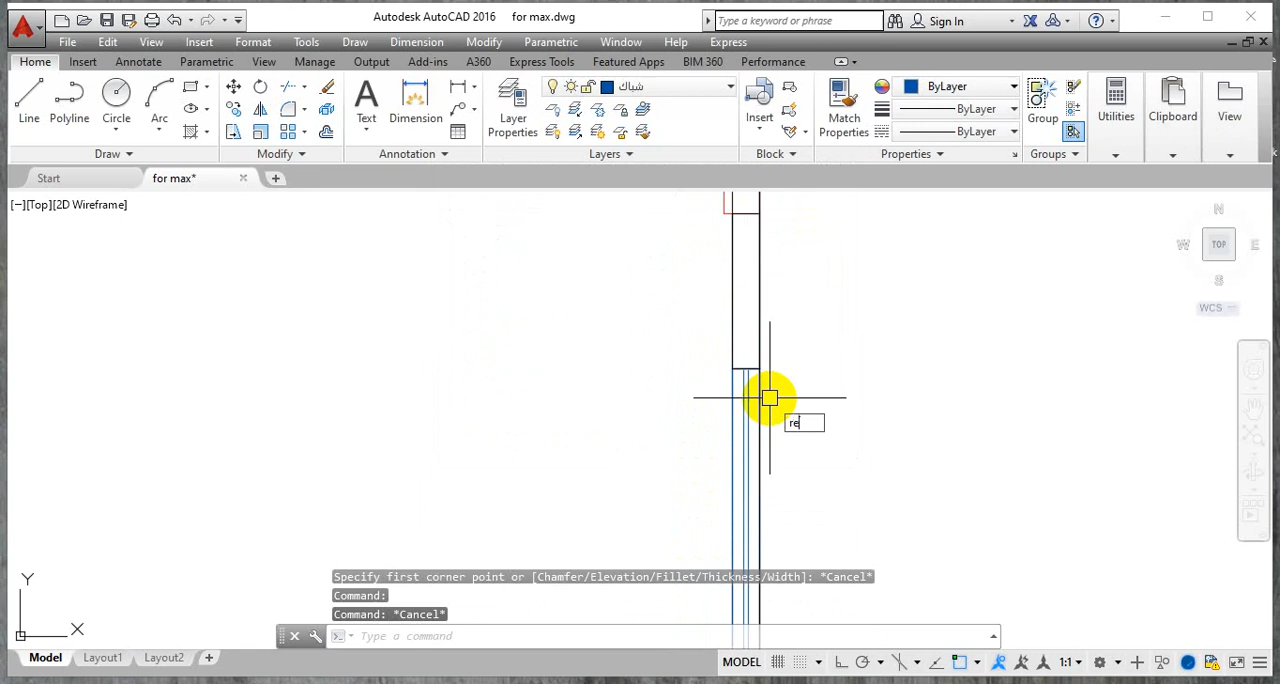 Autodesk AutoCAD 2016 for max.dwg
Type a keyword or phrase
Sign In
File Edit View Insert Format Tools Draw Dimension Modify Parametric Window Help Express
Home Insert Annotate Parametric View Manage Output Add-ins A360 Express Tools Featured Apps BIM 360 Performance
شباك
ByLayer
ByLayer
ByLayer
Line Polyline Circle Arc
Text Dimension
Layer Properties
Insert
Match Properties
Group
Utilities Clipboard View
Draw Modify Annotation Layers Block Properties Groups
Start for max*
[−][Top][2D Wireframe]
N
W TOP E
S
WCS
re
Specify first corner point or [Chamfer/Elevation/Fillet/Thickness/Width]: *Cancel*
Command:
Command: *Cancel*
Type a command
Y
X
Model Layout1 Layout2
MODEL 1:1